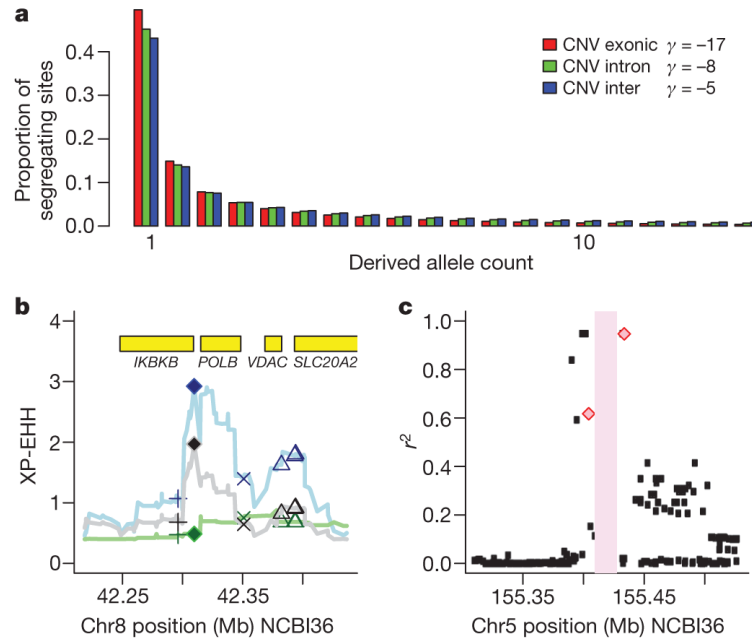 a
CNV exonic γ = –17
CNV intron γ = –8
CNV inter γ = –5
Proportion of
segregating sites
0.4
0.3
0.2
0.1
0.0
1 10
Derived allele count
b
4
3
2
1
0
XP-EHH
IKBKB POLB VDAC SLC20A2
42.25 42.35
Chr8 position (Mb) NCBI36
c
1.0
0.8
0.6
0.4
0.2
0.0
r²
155.35 155.45
Chr5 position (Mb) NCBI36